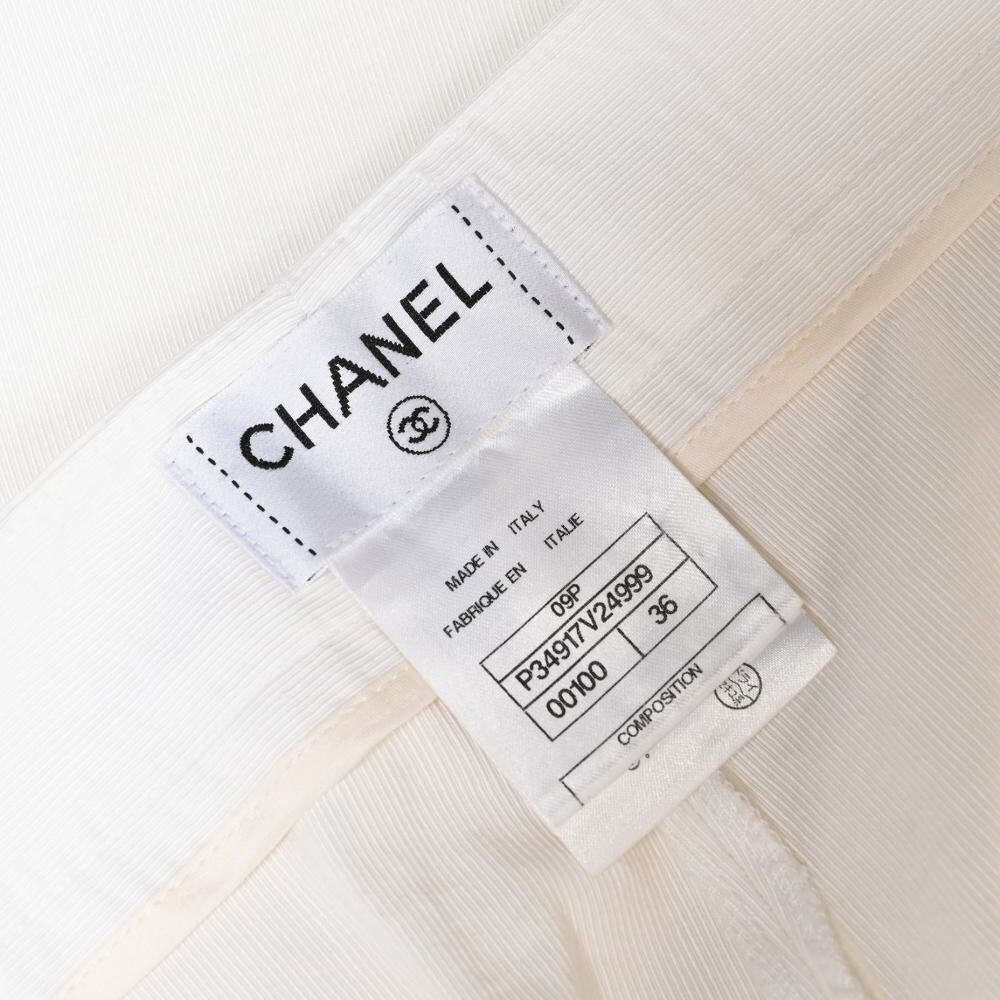 CHANEL
MADE IN ITALY
FABRIQUE EN ITALIE
09P
P34917V24999
00100 36
COMPOSITION